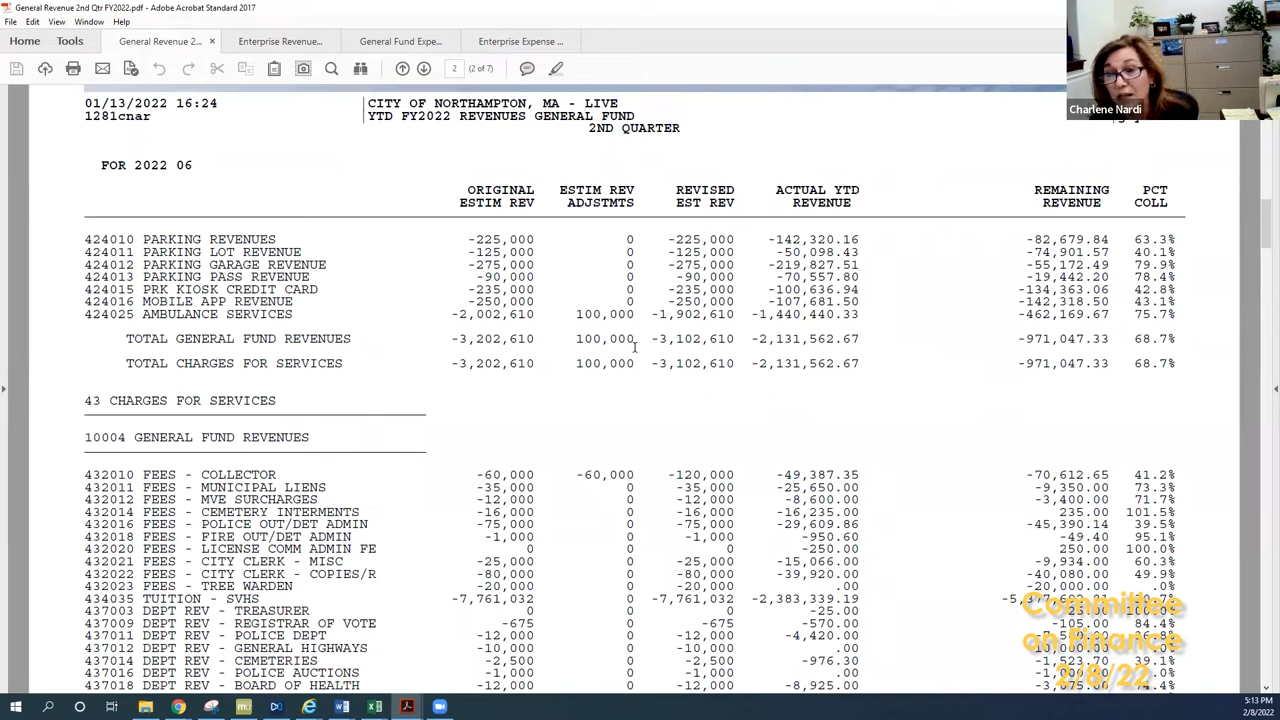 General Revenue 2nd Qtr FY2022.pdf - Adobe Acrobat Standard 2017
File Edit View Window Help
Home Tools General Revenue 2... × Enterprise Revenue... General Fund Expe... Enterprise Expense ...
2 (2 of 7)
Charlene Nardi
01/13/2022 16:24 CITY OF NORTHAMPTON, MA - LIVE
1281cnar YTD FY2022 REVENUES GENERAL FUND
2ND QUARTER
FOR 2022 06
ORIGINAL ESTIM REV REVISED ACTUAL YTD REMAINING PCT
ESTIM REV ADJSTMTS EST REV REVENUE REVENUE COLL
424010 PARKING REVENUES -225,000 0 -225,000 -142,320.16 -82,679.84 63.3%
424011 PARKING LOT REVENUE -125,000 0 -125,000 -50,098.43 -74,901.57 40.1%
424012 PARKING GARAGE REVENUE -275,000 0 -275,000 -219,827.51 -55,172.49 79.9%
424013 PARKING PASS REVENUE -90,000 0 -90,000 -70,557.80 -19,442.20 78.4%
424015 PRK KIOSK CREDIT CARD -235,000 0 -235,000 -100,636.94 -134,363.06 42.8%
424016 MOBILE APP REVENUE -250,000 0 -250,000 -107,681.50 -142,318.50 43.1%
424025 AMBULANCE SERVICES -2,002,610 100,000 -1,902,610 -1,440,440.33 -462,169.67 75.7%
TOTAL GENERAL FUND REVENUES -3,202,610 100,000 -3,102,610 -2,131,562.67 -971,047.33 68.7%
TOTAL CHARGES FOR SERVICES -3,202,610 100,000 -3,102,610 -2,131,562.67 -971,047.33 68.7%
43 CHARGES FOR SERVICES
10004 GENERAL FUND REVENUES
432010 FEES - COLLECTOR -60,000 -60,000 -120,000 -49,387.35 -70,612.65 41.2%
432011 FEES - MUNICIPAL LIENS -35,000 0 -35,000 -25,650.00 -9,350.00 73.3%
432012 FEES - MVE SURCHARGES -12,000 0 -12,000 -8,600.00 -3,400.00 71.7%
432014 FEES - CEMETERY INTERMENTS -16,000 0 -16,000 -16,235.00 235.00 101.5%
432016 FEES - POLICE OUT/DET ADMIN -75,000 0 -75,000 -29,609.86 -45,390.14 39.5%
432018 FEES - FIRE OUT/DET ADMIN -1,000 0 -1,000 -950.60 -49.40 95.1%
432020 FEES - LICENSE COMM ADMIN FE 0 0 0 -250.00 250.00 100.0%
432021 FEES - CITY CLERK - MISC -25,000 0 -25,000 -15,066.00 -9,934.00 60.3%
432022 FEES - CITY CLERK - COPIES/R -80,000 0 -80,000 -39,920.00 -40,080.00 49.9%
432023 FEES - TREE WARDEN -20,000 0 -20,000 .00 -20,000.00 .0%
434035 TUITION - SVHS -7,761,032 0 -7,761,032 -2,383,339.19
437003 DEPT REV - TREASURER 0 0 0 -25.00
437009 DEPT REV - REGISTRAR OF VOTE -675 0 -675 -570.00 -105.00 84.4%
437011 DEPT REV - POLICE DEPT -12,000 0 -12,000 -4,420.00
437012 DEPT REV - GENERAL HIGHWAYS -10,000 0 -10,000 .00
437014 DEPT REV - CEMETERIES -2,500 0 -2,500 -976.30 -1,523.70 39.1%
437016 DEPT REV - POLICE AUCTIONS -1,000 0 -1,000 .00
437018 DEPT REV - BOARD OF HEALTH -12,000 0 -12,000 -8,925.00
Committee
on Finance
2/8/22
5:13 PM
2/8/2022